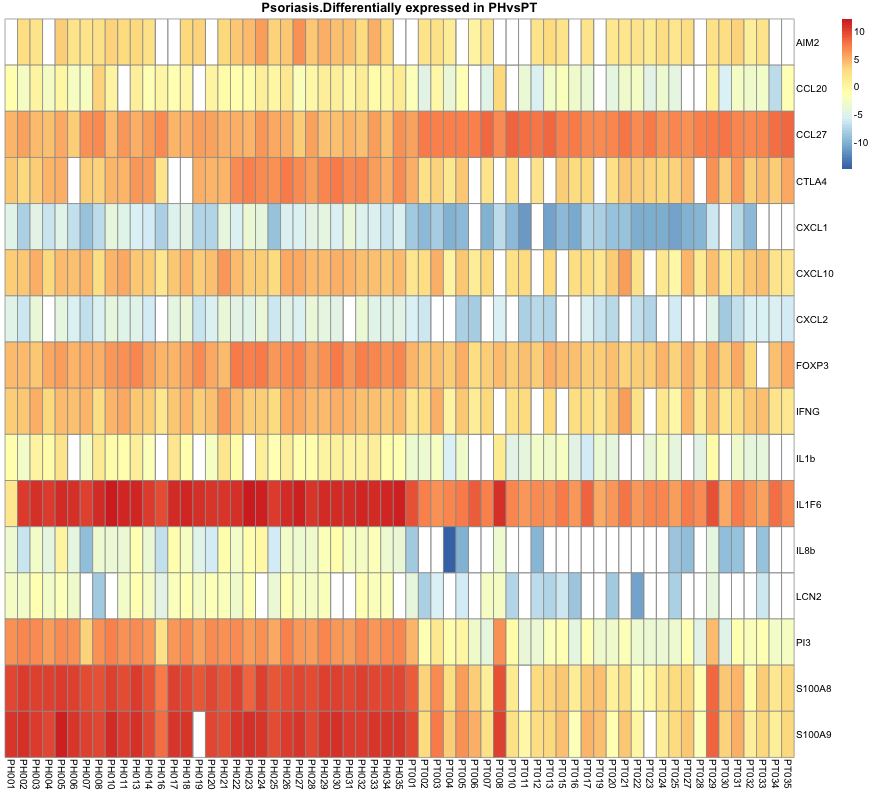 Psoriasis.Differentially expressed in PHvsPT
10
5
0
-5
-10
AIM2
CCL20
CCL27
CTLA4
CXCL1
CXCL10
CXCL2
FOXP3
IFNG
IL1b
IL1F6
IL8b
LCN2
PI3
S100A8
S100A9
PH001
PH002
PH003
PH004
PH005
PH006
PH007
PH008
PH010
PH011
PH013
PH014
PH016
PH017
PH018
PH019
PH020
PH021
PH022
PH023
PH024
PH025
PH026
PH027
PH028
PH029
PH030
PH031
PH032
PH033
PH034
PH035
PT001
PT002
PT003
PT004
PT005
PT006
PT007
PT008
PT010
PT011
PT012
PT013
PT015
PT016
PT017
PT019
PT020
PT021
PT022
PT023
PT024
PT025
PT027
PT028
PT029
PT030
PT031
PT032
PT033
PT034
PT035